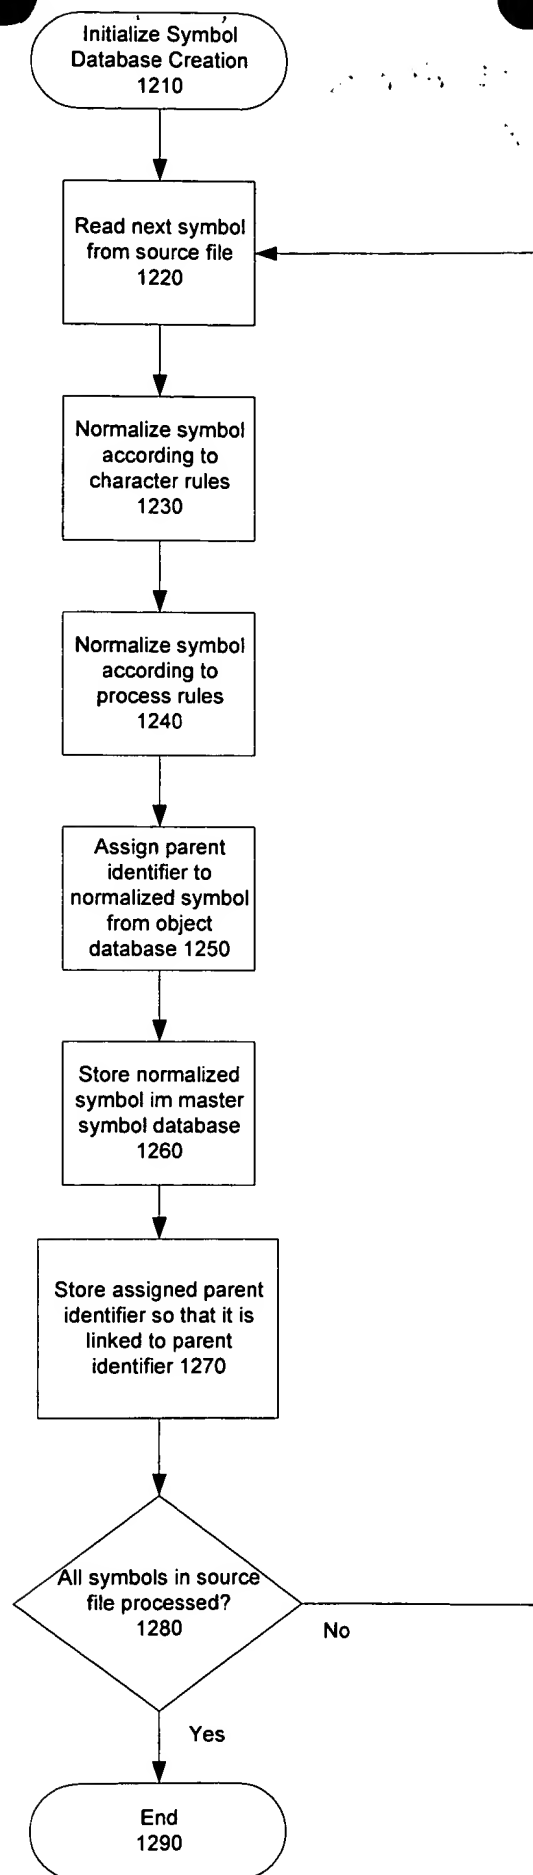 Initialize Symbol
Database Creation
1210
Read next symbol
from source file
1220
Normalize symbol
according to
character rules
1230
Normalize symbol
according to
process rules
1240
Assign parent
identifier to
normalized symbol
from object
database 1250
Store normalized
symbol im master
symbol database
1260
Store assigned parent
identifier so that it is
linked to parent
identifier 1270
All symbols in source
file processed?
1280
No
Yes
End
1290